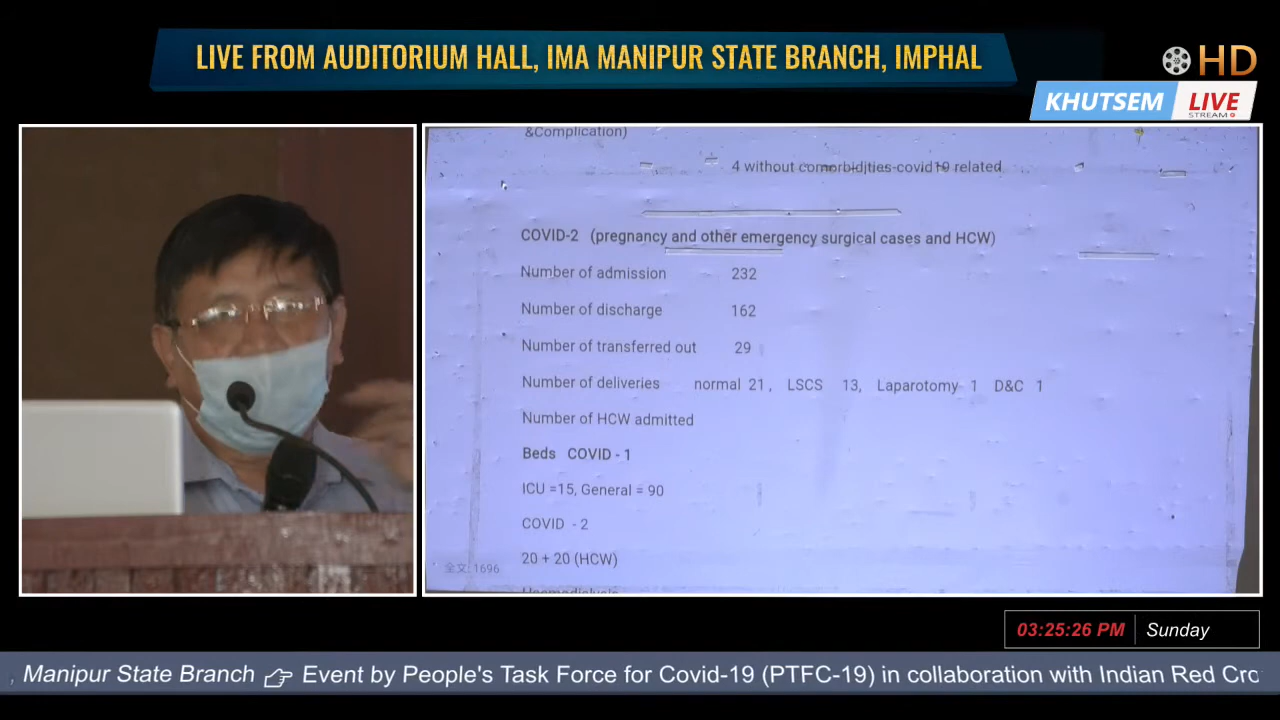 LIVE FROM AUDITORIUM HALL, IMA MANIPUR STATE BRANCH, IMPHAL
HD
KHUTSEM LIVE
STREAM
&Complication)
4 without comorbidities-covid19 related
COVID-2 (pregnancy and other emergency surgical cases and HCW)
Number of admission 232
Number of discharge 162
Number of transferred out 29
Number of deliveries normal 21, LSCS 13, Laparotomy 1 D&C 1
Number of HCW admitted
Beds COVID - 1
ICU =15, General = 90
COVID - 2
20 + 20 (HCW)
全文: 1696
Haemodialysis
03:25:26 PM Sunday
, Manipur State Branch Event by People's Task Force for Covid-19 (PTFC-19) in collaboration with Indian Red Cro